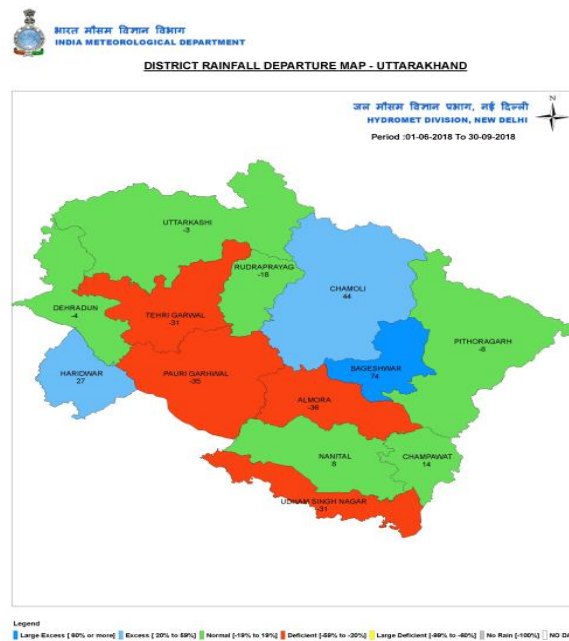 भारत मौसम विज्ञान विभाग
INDIA METEOROLOGICAL DEPARTMENT
DISTRICT RAINFALL DEPARTURE MAP - UTTARAKHAND
जल मौसम विज्ञान प्रभाग, नई दिल्ली
HYDROMET DIVISION, NEW DELHI
N
Period :01-06-2018 To 30-09-2018
UTTARKASHI
-3
RUDRAPRAYAG
-18
CHAMOLI
44
DEHRADUN
-4
TEHRI GARWAL
-31
PITHORAGARH
-8
HARIDWAR
27
PAURI GARHWAL
-35
BAGESHWAR
74
ALMORA
-36
NANITAL
8
CHAMPAWAT
14
UDHAM SINGH NAGAR
-31
Legend
Large Excess [ 60% or more] Excess [ 20% to 59%] Normal [-19% to 19%] Deficient [-59% to -20%] Large Deficient [-99% to -60%] No Rain [-100%] NO DA